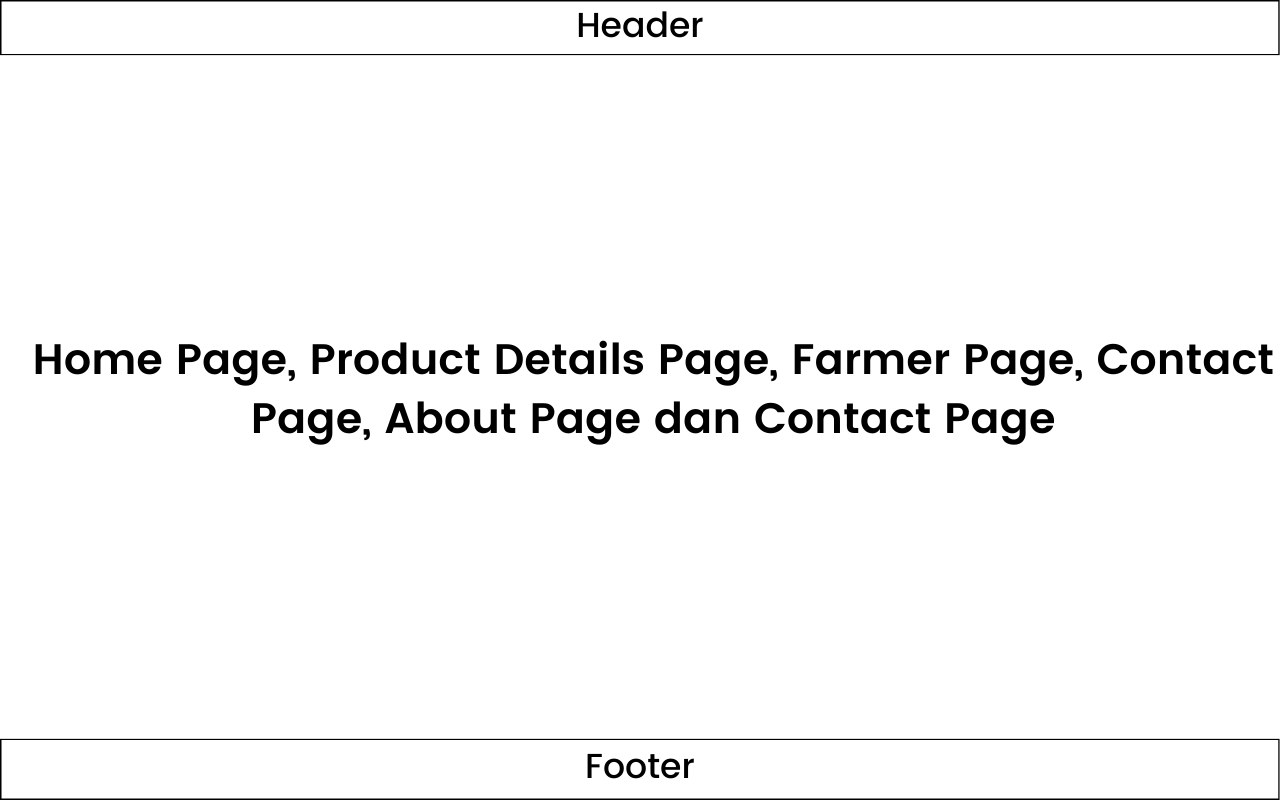 Header
Home Page, Product Details Page, Farmer Page, Contact
Page, About Page dan Contact Page
Footer